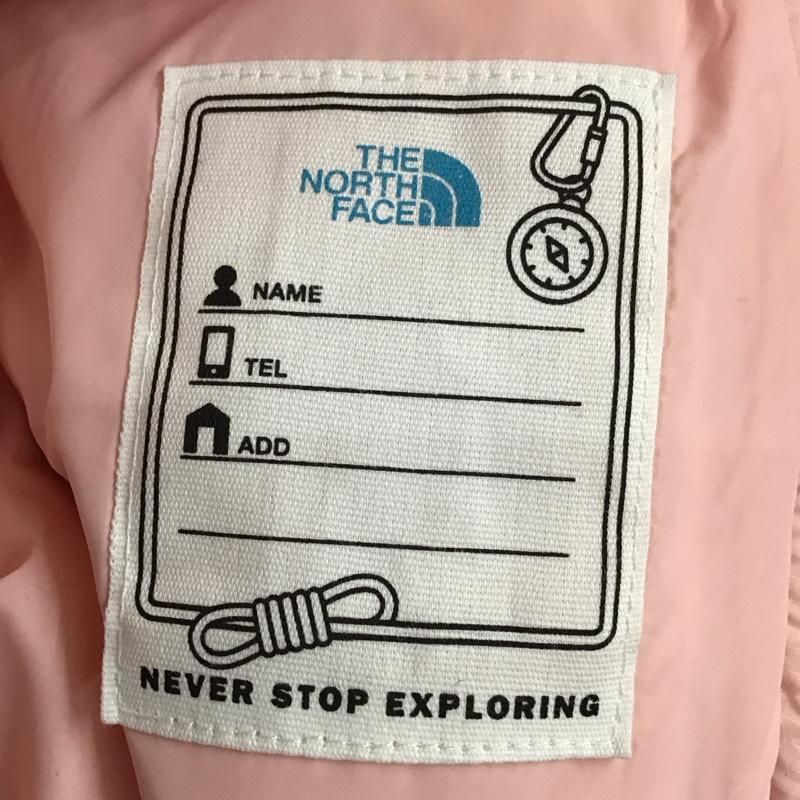 THE
NORTH
FACE
NAME
TEL
ADD
NEVER STOP EXPLORING